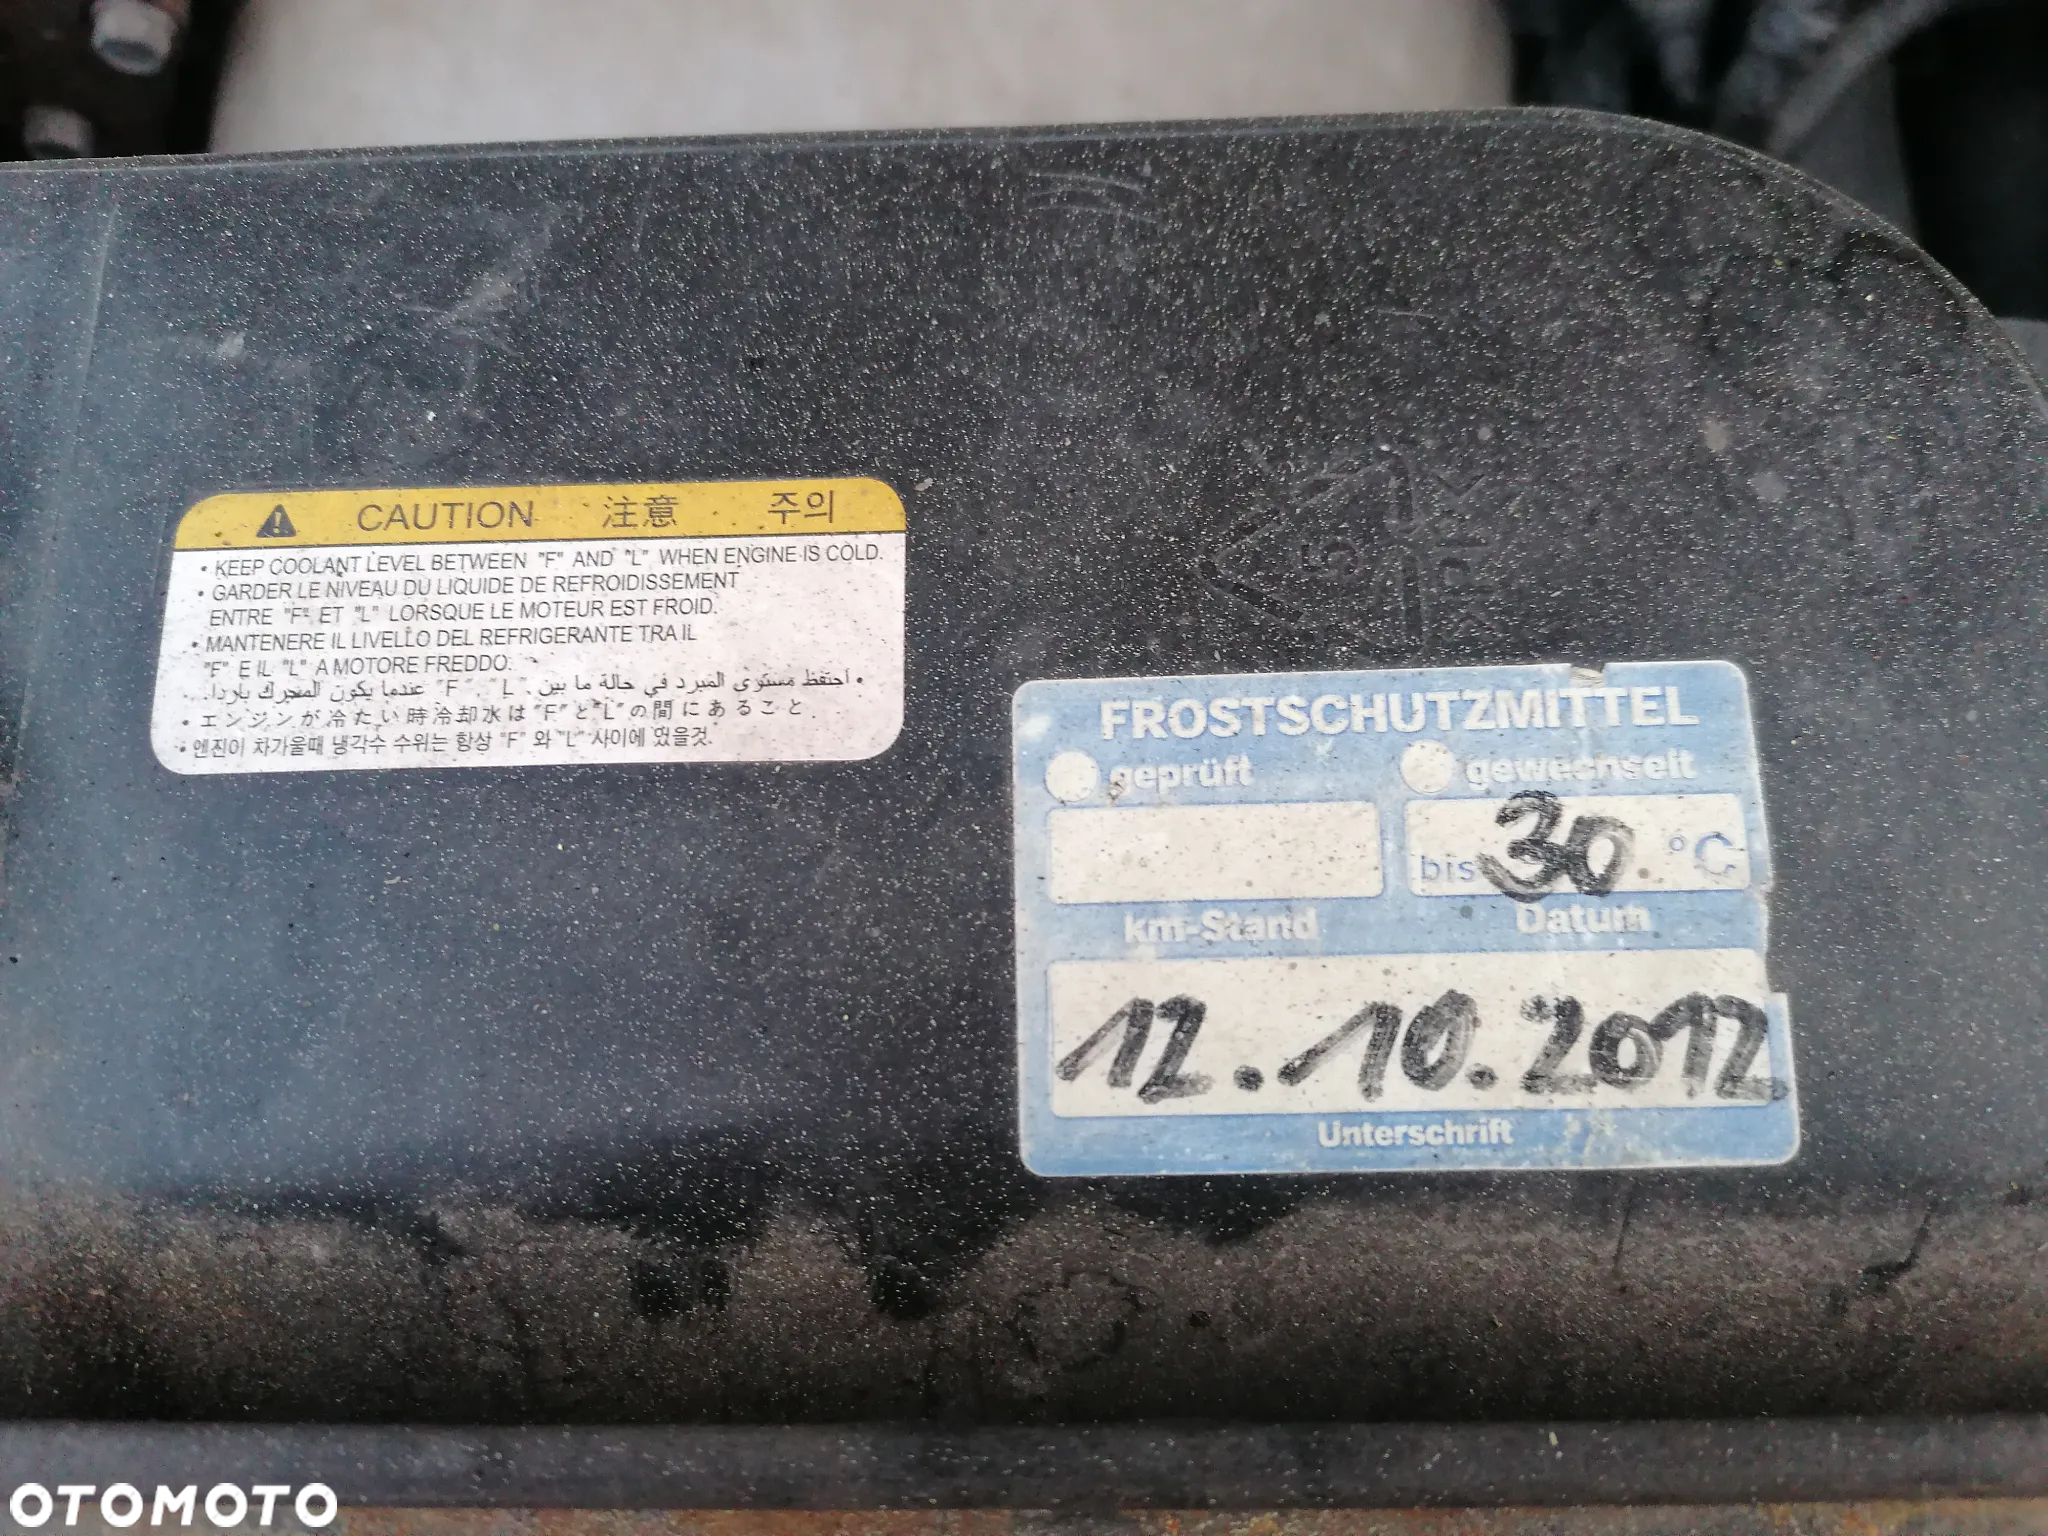 CAUTION 注意 주의
• KEEP COOLANT LEVEL BETWEEN "F" AND "L" WHEN ENGINE IS COLD.
• GARDER LE NIVEAU DU LIQUIDE DE REFROIDISSEMENT
ENTRE "F" ET "L" LORSQUE LE MOTEUR EST FROID.
• MANTENERE IL LIVELLO DEL REFRIGERANTE TRA IL
"F" E IL "L" A MOTORE FREDDO.
• احتفظ مستوى المبرد في حالة ما بين "L" ، "F" عندما يكون المحرك باردا.
• エンジンが冷たい時冷却水は"F"と"L"の間にあること.
• 엔진이 차가울때 냉각수 수위는 항상 "F" 와 "L" 사이에 있을것.
FROSTSCHUTZMITTEL
geprüft gewechselt
bis 30 °C
km-Stand Datum
12.10.2012
Unterschrift
OTOMOTO